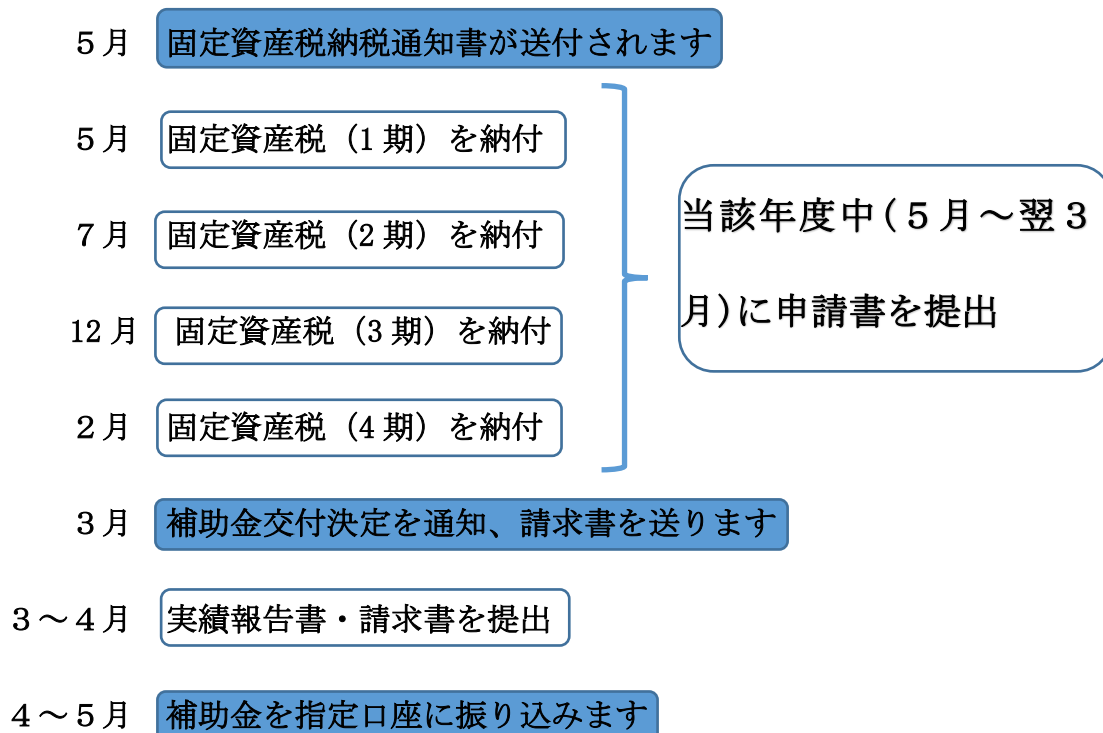 5月 固定資産税納税通知書が送付されます
5月 固定資産税（1期）を納付
7月 固定資産税（2期）を納付
12月 固定資産税（3期）を納付
2月 固定資産税（4期）を納付
当該年度中(5月～翌3
月)に申請書を提出
3月 補助金交付決定を通知、請求書を送ります
3～4月 実績報告書・請求書を提出
4～5月 補助金を指定口座に振り込みます